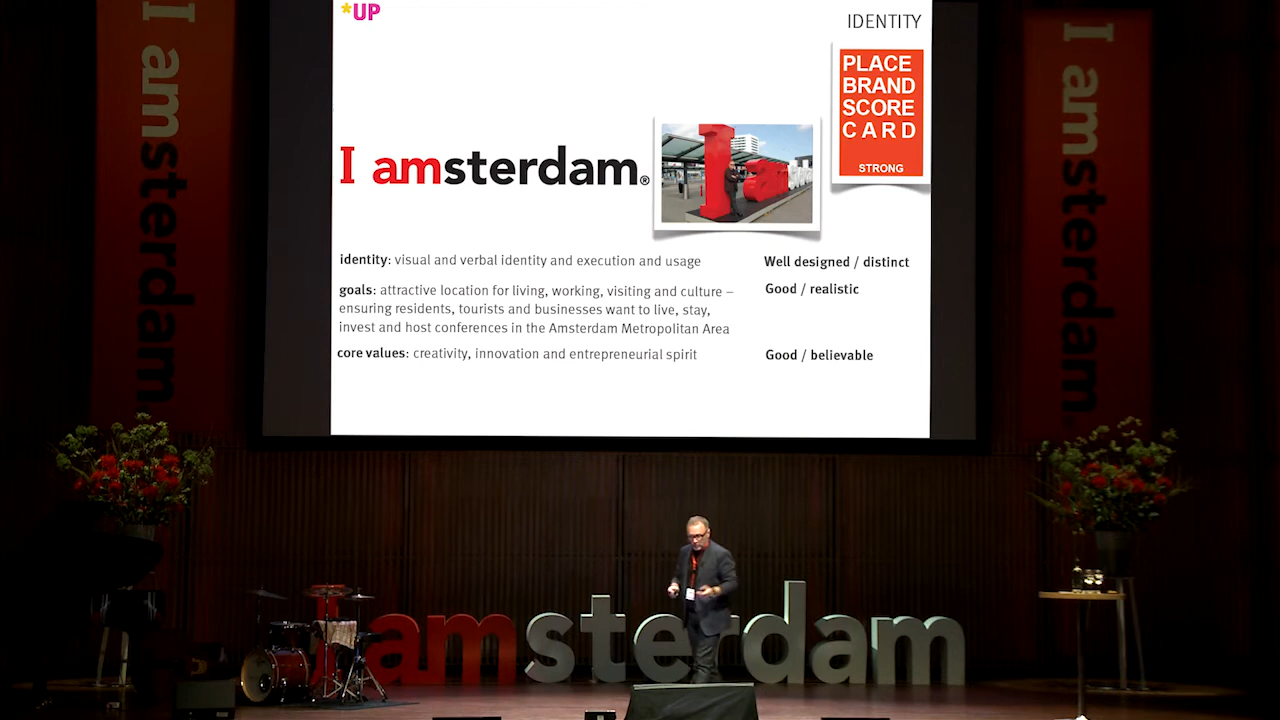 *UP
IDENTITY
PLACE
BRAND
SCORE
CARD
STRONG
I amsterdam®
I am
identity: visual and verbal identity and execution and usage
Well designed / distinct
goals: attractive location for living, working, visiting and culture –
ensuring residents, tourists and businesses want to live, stay,
invest and host conferences in the Amsterdam Metropolitan Area
Good / realistic
core values: creativity, innovation and entrepreneurial spirit
Good / believable
I amsterdam
I amsterdam
I amsterdam